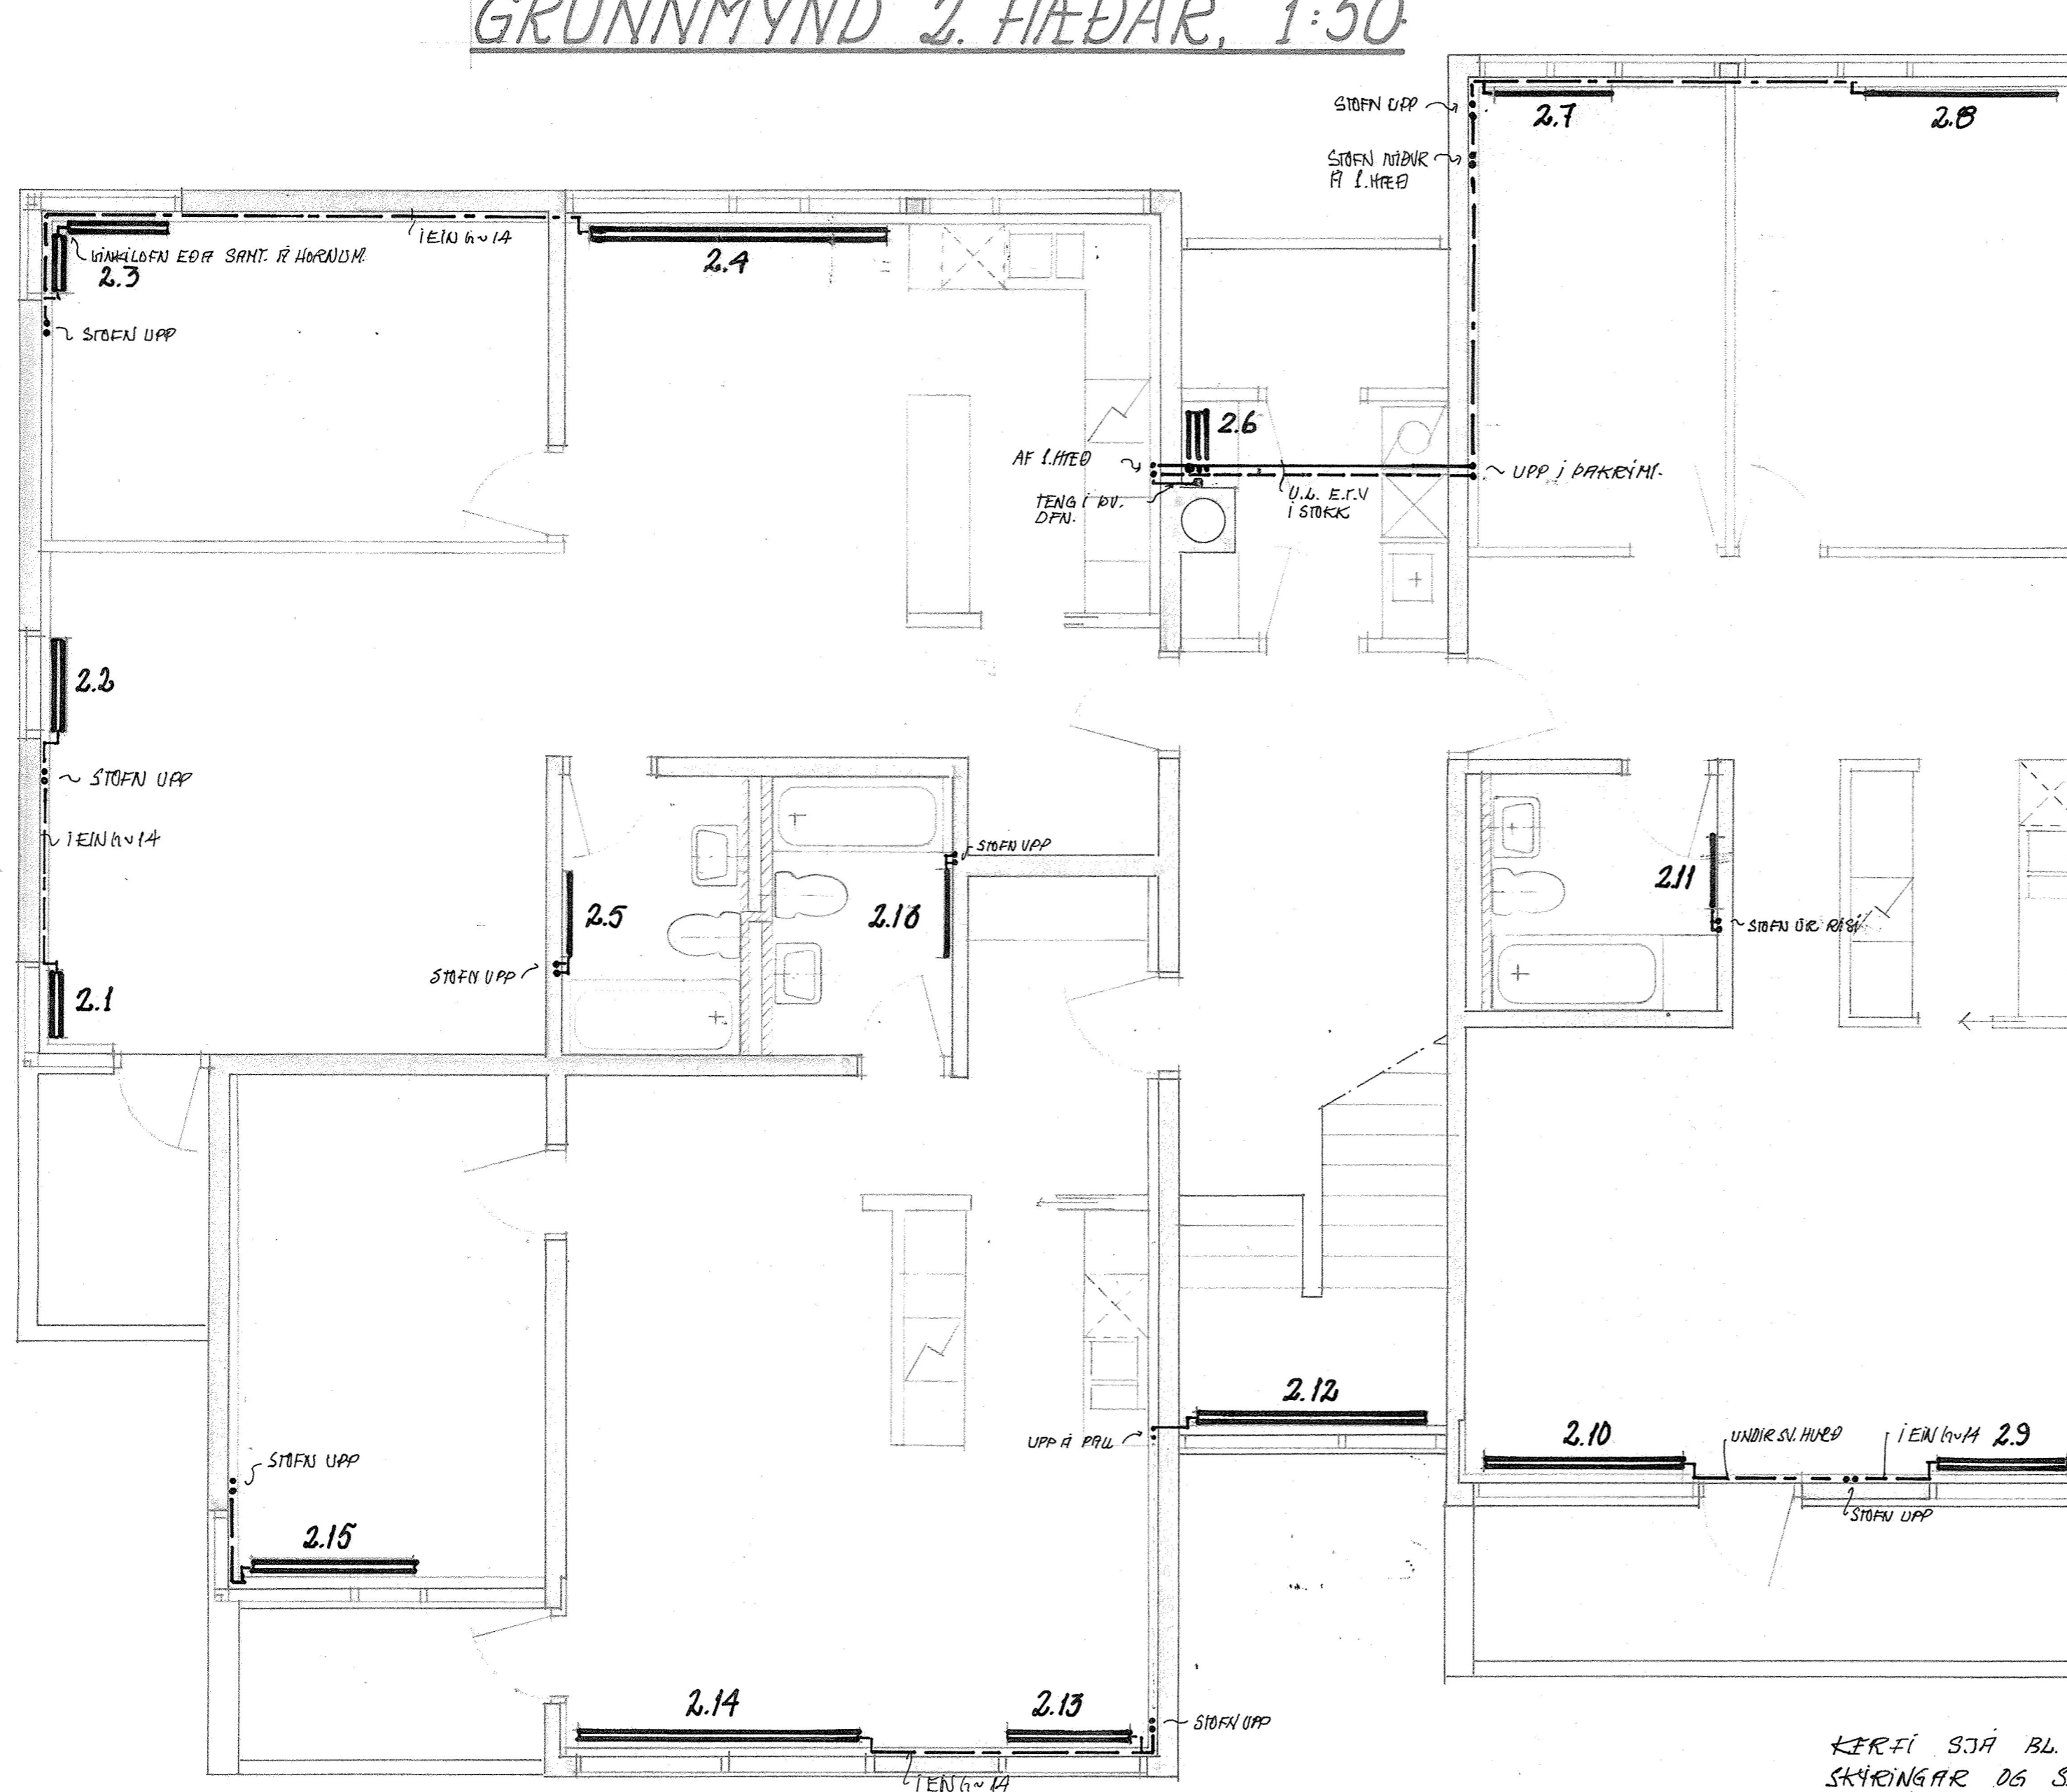 GRUNNMYND 2. HÆÐAR, 1:50
STOFN UPP
2.7
2.8
STOFN NIÐUR
Á 1.HÆÐ
Í EIN G~14
VINKILOFN EÐA SAMT. Á HORNUM.
2.3
2.4
STOFN UPP
2.6
AF 1.HÆÐ
UPP Í ÞAKRÝMI.
TENG Í ÞV.
OFN.
U.L. E.F.V
Í STOKK
2.2
STOFN UPP
Í EIN G~14
STOFN UPP
2.5
2.16
2.11
STOFN ÚR RISI
STOFN UPP
2.1
2.12
UPP Á PALL
2.10
UNDIR SV. HURÐ
Í EIN G~14
2.9
STOFN UPP
STOFN UPP
2.15
2.14
2.13
STOFN UPP
Í EIN G~14
KERFI SJÁ BL.
SKÝRINGAR OG S